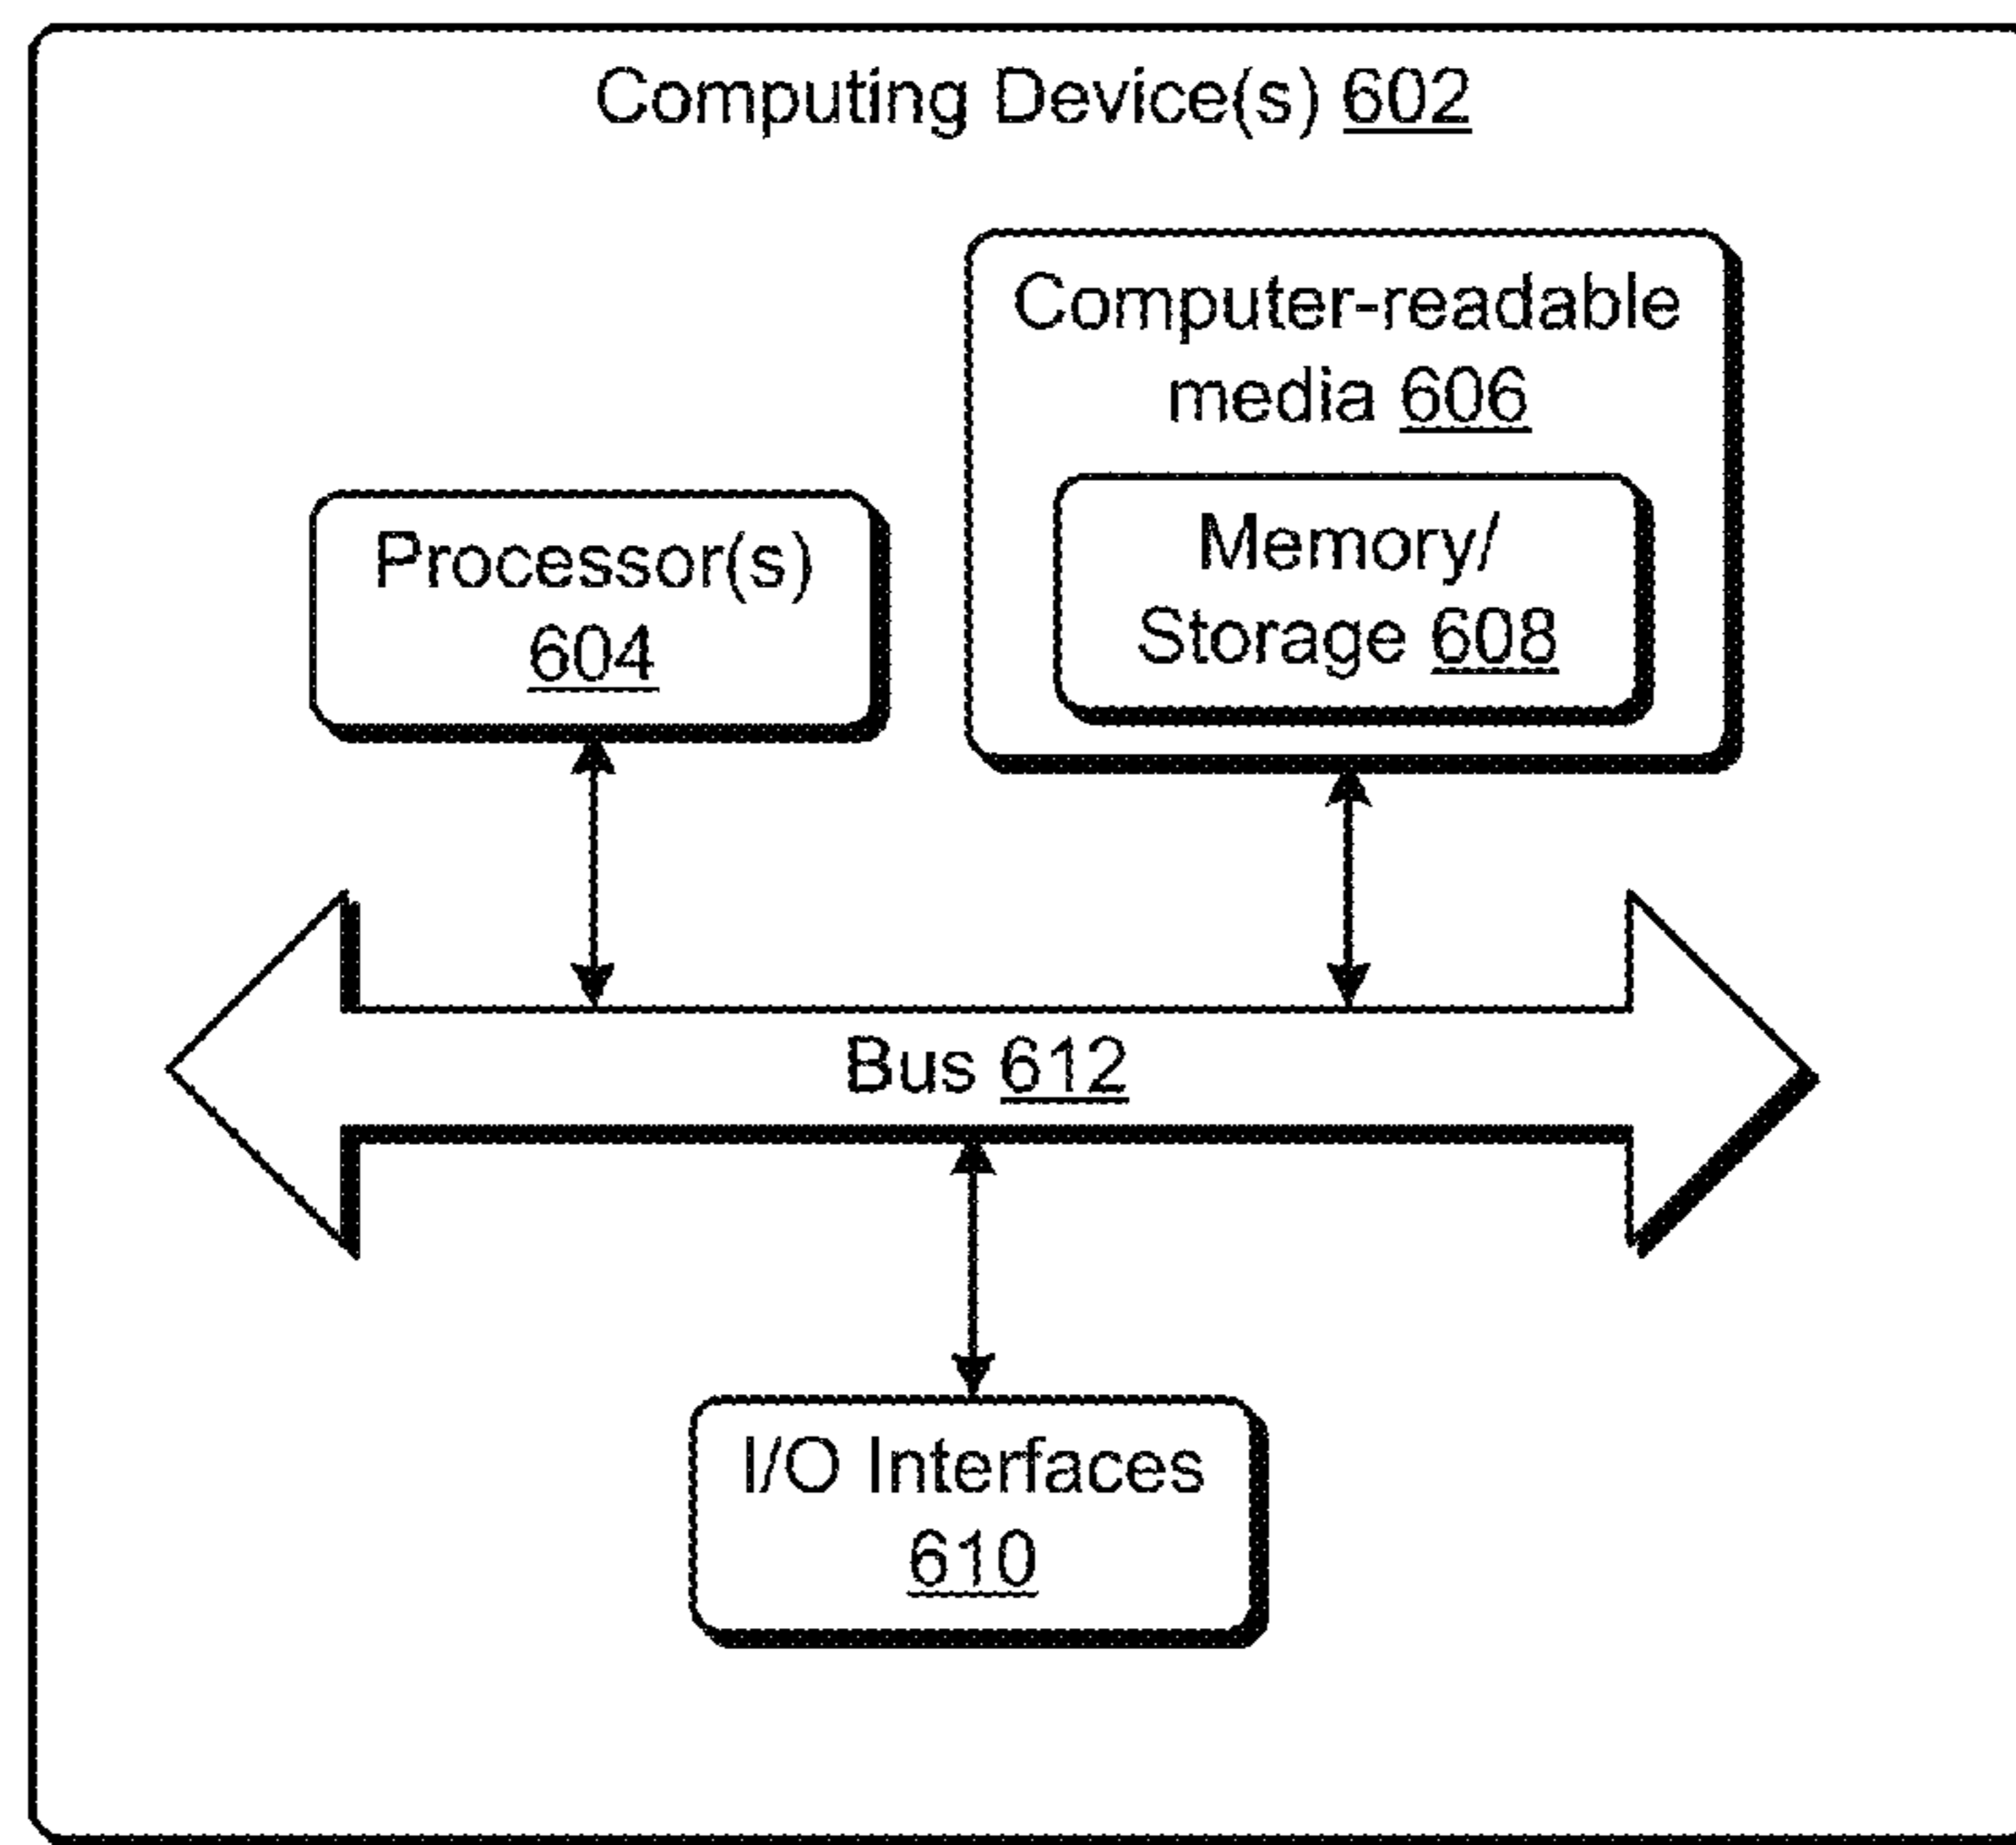 Computing Device(s) 602
Computer-readable
media 606
Memory/
Storage 608
Processor(s)
604
Bus 612
I/O Interfaces
610